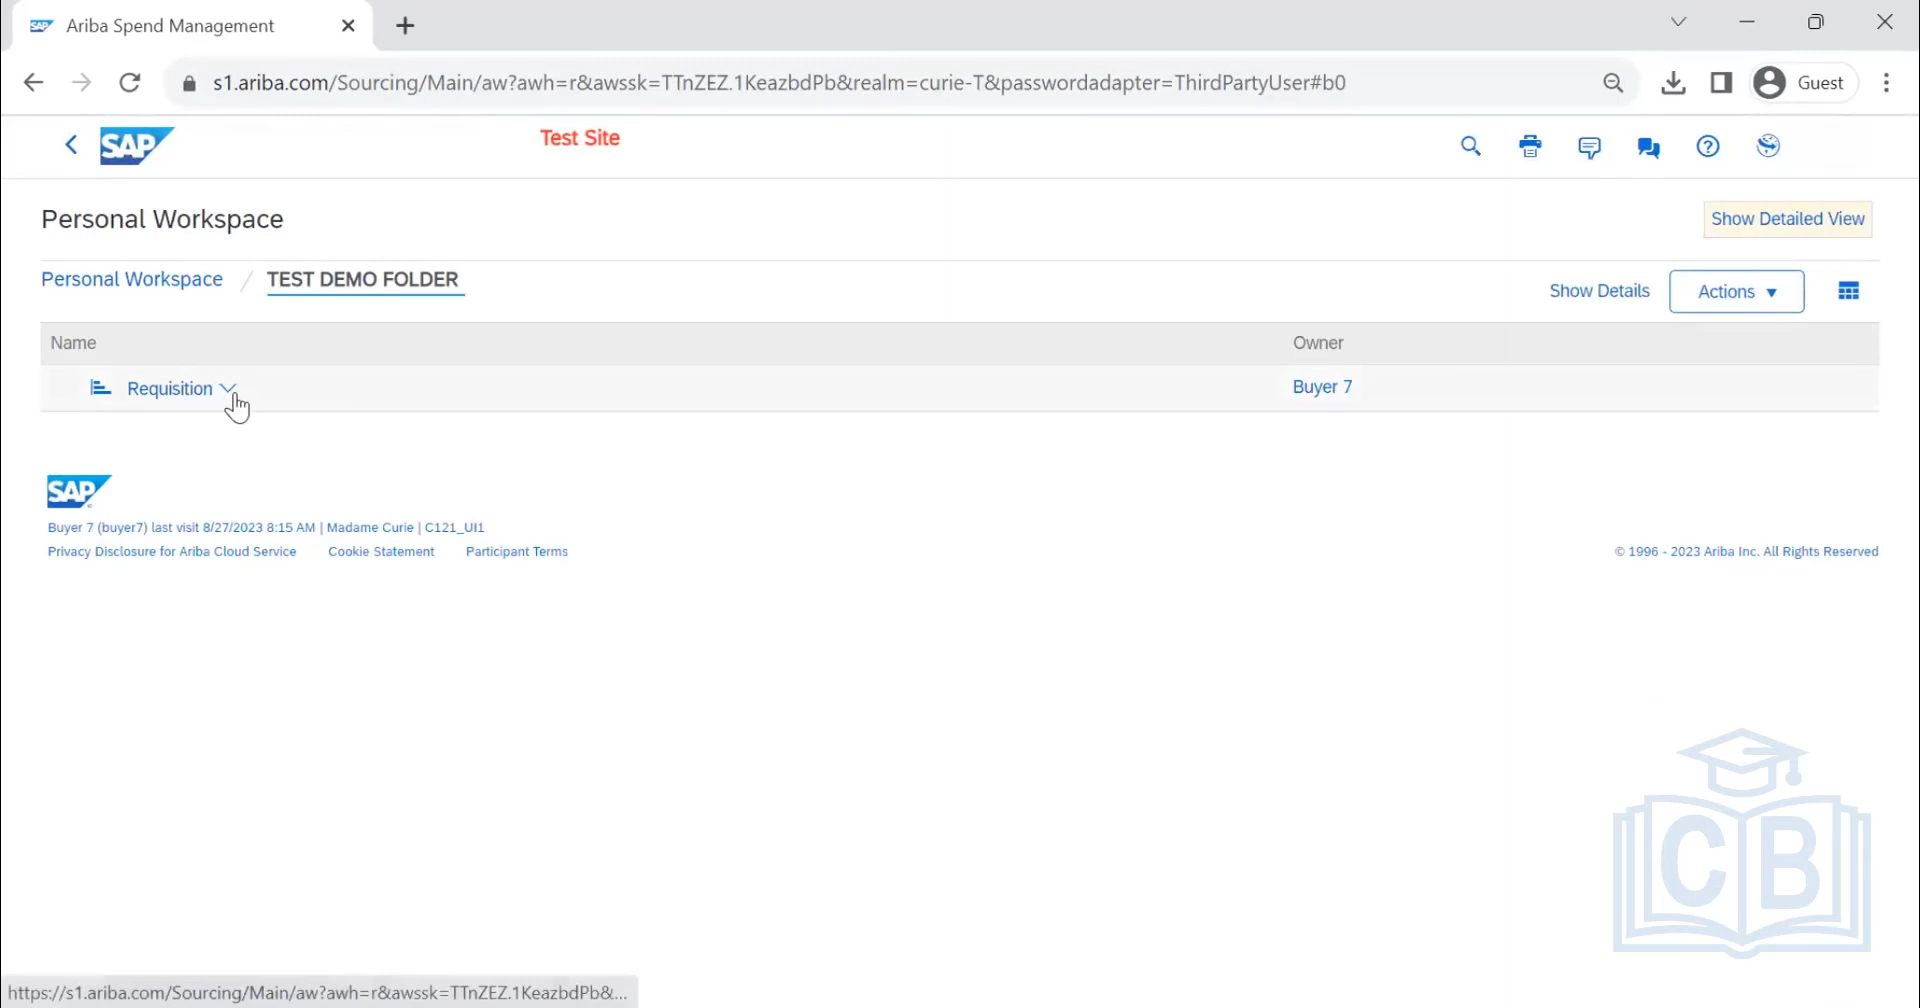 SAP Ariba Spend Management
s1.ariba.com/Sourcing/Main/aw?awh=r&awssk=TTnZEZ.1KeazbdPb&realm=curie-T&passwordadapter=ThirdPartyUser#b0 Guest
SAP Test Site
Personal Workspace Show Detailed View
Personal Workspace / TEST DEMO FOLDER Show Details Actions ▼
Name Owner
Requisition Buyer 7
SAP
Buyer 7 (buyer7) last visit 8/27/2023 8:15 AM | Madame Curie | C121_UI1
Privacy Disclosure for Ariba Cloud Service Cookie Statement Participant Terms © 1996 - 2023 Ariba Inc. All Rights Reserved
CB
https://s1.ariba.com/Sourcing/Main/aw?awh=r&awssk=TTnZEZ.1KeazbdPb&...